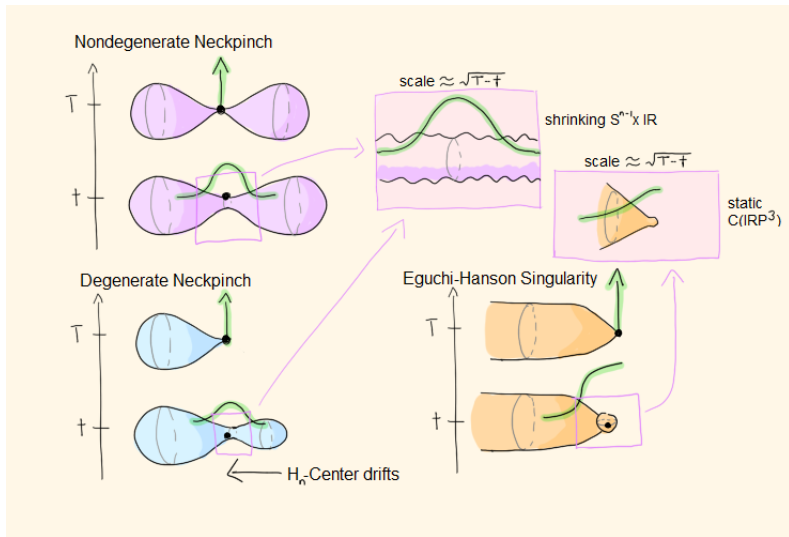 Nondegenerate Neckpinch
T
t
scale ≈ √T-t
shrinking Sⁿ⁻¹x IR
scale ≈ √T-t
static
C(IRP³)
Degenerate Neckpinch
T
t
Hₙ-Center drifts
Eguchi-Hanson Singularity
T
t